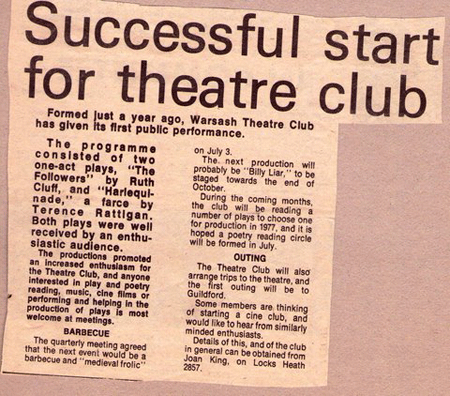 Successful start
for theatre club
Formed just a year ago, Warsash Theatre Club
has given its first public performance.
The programme
consisted of two
one-act plays, "The
Followers" by Ruth
Cluff, and "Harlequi-
nade," a farce by
Terence Rattigan.
Both plays were well
received by an enthu-
siastic audience.
The productions promoted
an increased enthusiasm for
the Theatre Club, and anyone
interested in play and poetry
reading, music, cine films or
performing and helping in the
production of plays is most
welcome at meetings.
BARBECUE
The quarterly meeting agreed
that the next event would be a
barbecue and "medieval frolic"
on July 3.
The next production will
probably be "Billy Liar," to be
staged towards the end of
October.
During the coming months,
the club will be reading a
number of plays to choose one
for production in 1977, and it is
hoped a poetry reading circle
will be formed in July.
OUTING
The Theatre Club will also
arrange trips to the theatre, and
the first outing will be to
Guildford.
Some members are thinking
of starting a cine club, and
would like to hear from similarly
minded enthusiasts.
Details of this, and of the club
in general can be obtained from
Joan King, on Locks Heath
2857.